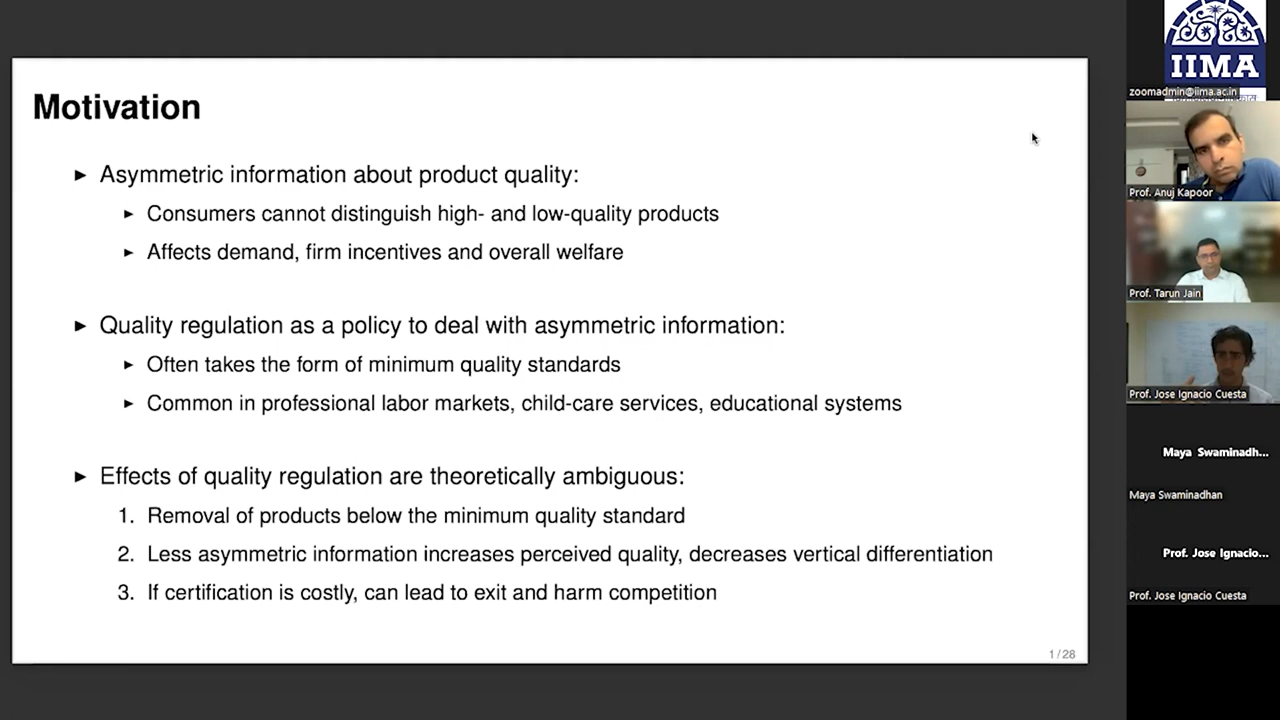 Motivation
► Asymmetric information about product quality:
► Consumers cannot distinguish high- and low-quality products
► Affects demand, firm incentives and overall welfare
► Quality regulation as a policy to deal with asymmetric information:
► Often takes the form of minimum quality standards
► Common in professional labor markets, child-care services, educational systems
► Effects of quality regulation are theoretically ambiguous:
1. Removal of products below the minimum quality standard
2. Less asymmetric information increases perceived quality, decreases vertical differentiation
3. If certification is costly, can lead to exit and harm competition
1 / 28
IIMA
zoomadmin@iima.ac.in
Prof. Anuj Kapoor
Prof. Tarun Jain
Prof. Jose Ignacio Cuesta
Maya Swaminadh...
Maya Swaminadhan
Prof. Jose Ignacio...
Prof. Jose Ignacio Cuesta